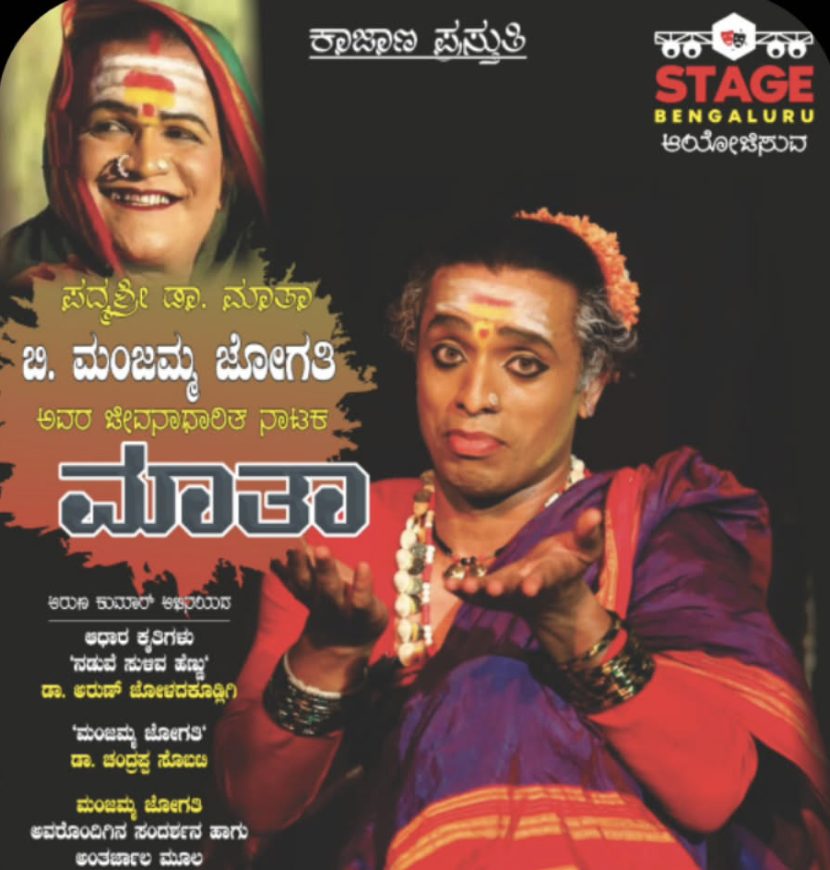 ಕಾಜಾಣ ಪ್ರಸ್ತುತಿ
STAGE
BENGALURU
ಆಯೋಜಿಸುವ
ಪದ್ಮಶ್ರೀ ಡಾ. ಮಾತಾ
ಬಿ. ಮಂಜಮ್ಮ ಜೋಗತಿ
ಅವರ ಜೀವನಾಧಾರಿತ ನಾಟಕ
ಮಾತಾ
ಅರುಣ ಕುಮಾರ್ ಅಭಿನಯಿಸಿದ
ಆಧಾರ ಕೃತಿಗಳು
'ನಡುವೆ ಸುಳಿವ ಹೆಣ್ಣು'
ಡಾ. ಅರುಣ್ ಜೋಳದಕೂಡ್ಲಿಗಿ
'ಮಂಜಮ್ಮ ಜೋಗತಿ'
ಡಾ. ಚಂದ್ರಪ್ಪ ಸೊಬಟಿ
ಮಂಜಮ್ಮ ಜೋಗತಿ
ಅವರೊಂದಿಗಿನ ಸಂದರ್ಶನ ಹಾಗು
ಅಂತರ್ಜಾಲ ಮೂಲ